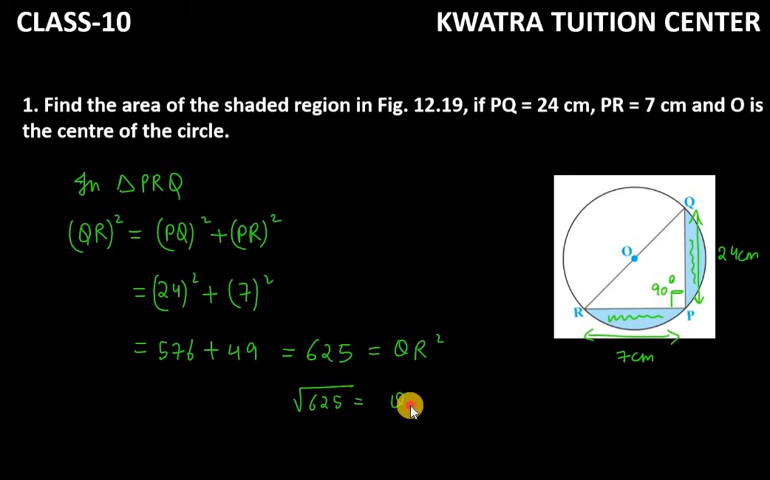 CLASS-10
KWATRA TUITION CENTER
1. Find the area of the shaded region in Fig. 12.19, if PQ = 24 cm, PR = 7 cm and O is
the centre of the circle.
In △PRQ
(QR)² = (PQ)² + (PR)²
= (24)² + (7)²
= 576 + 49 = 625 = QR²
√625 =
Q
O
24cm
90°
R
P
7cm